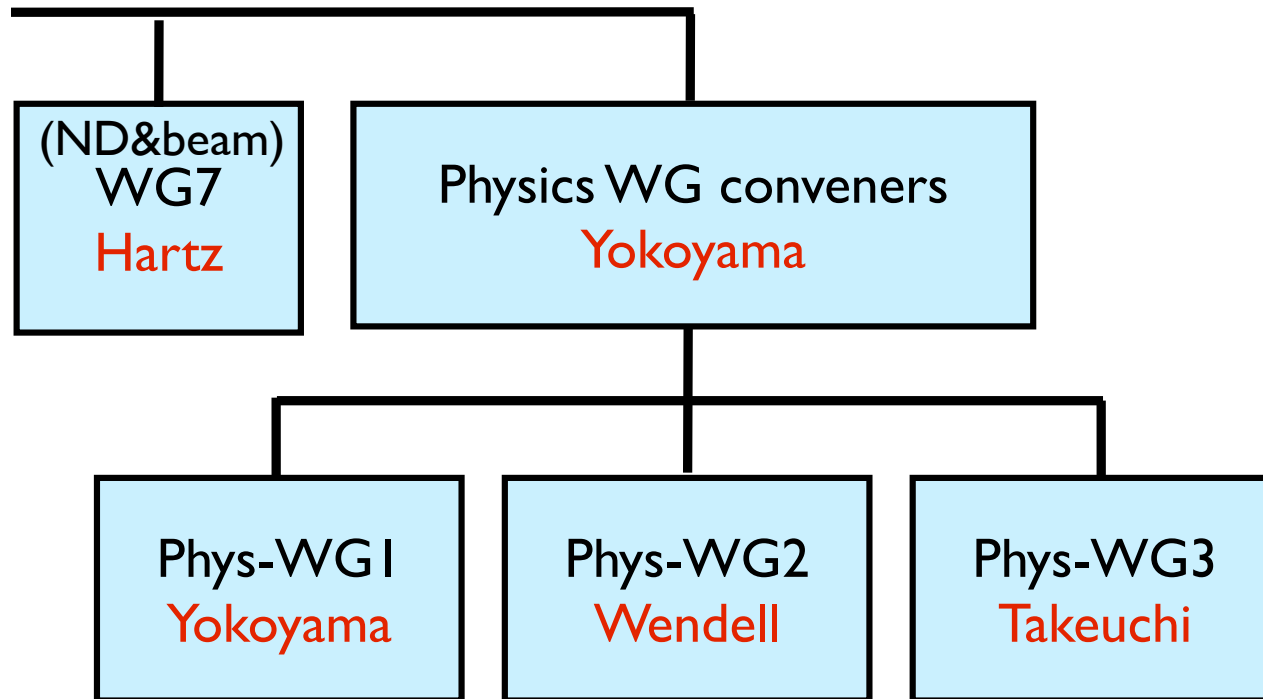 (ND&beam)
WG7
Hartz
Physics WG conveners
Yokoyama
Phys-WG1
Yokoyama
Phys-WG2
Wendell
Phys-WG3
Takeuchi